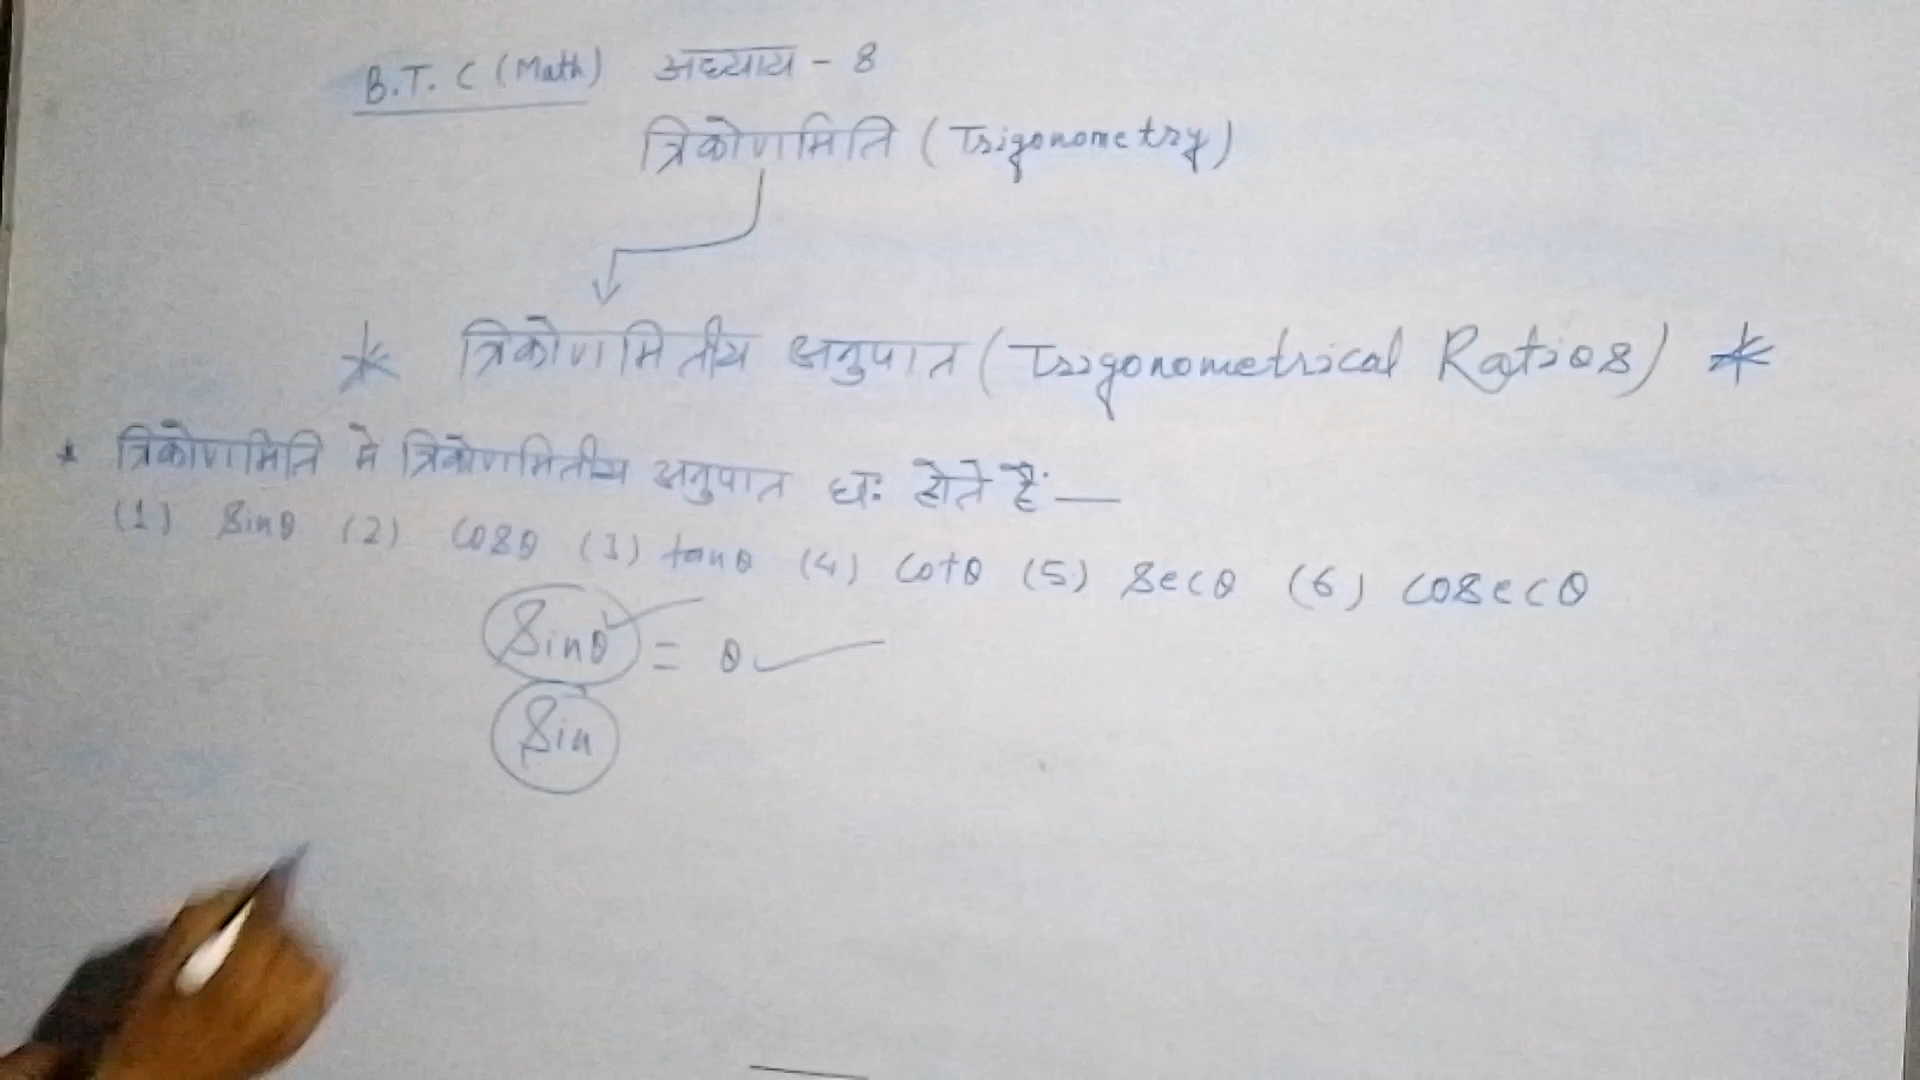 B.T.C (Math) अध्याय - 8
त्रिकोणमिति (Trigonometry)
* त्रिकोणमितीय अनुपात (Trigonometrical Ratios) *
* त्रिकोणमिति मे त्रिकोणमितीय अनुपात छः होते हैं —
(1) Sinθ (2) Cosθ (3) tanθ (4) Cotθ (5) Secθ (6) Cosecθ
Sinθ = θ
Sin